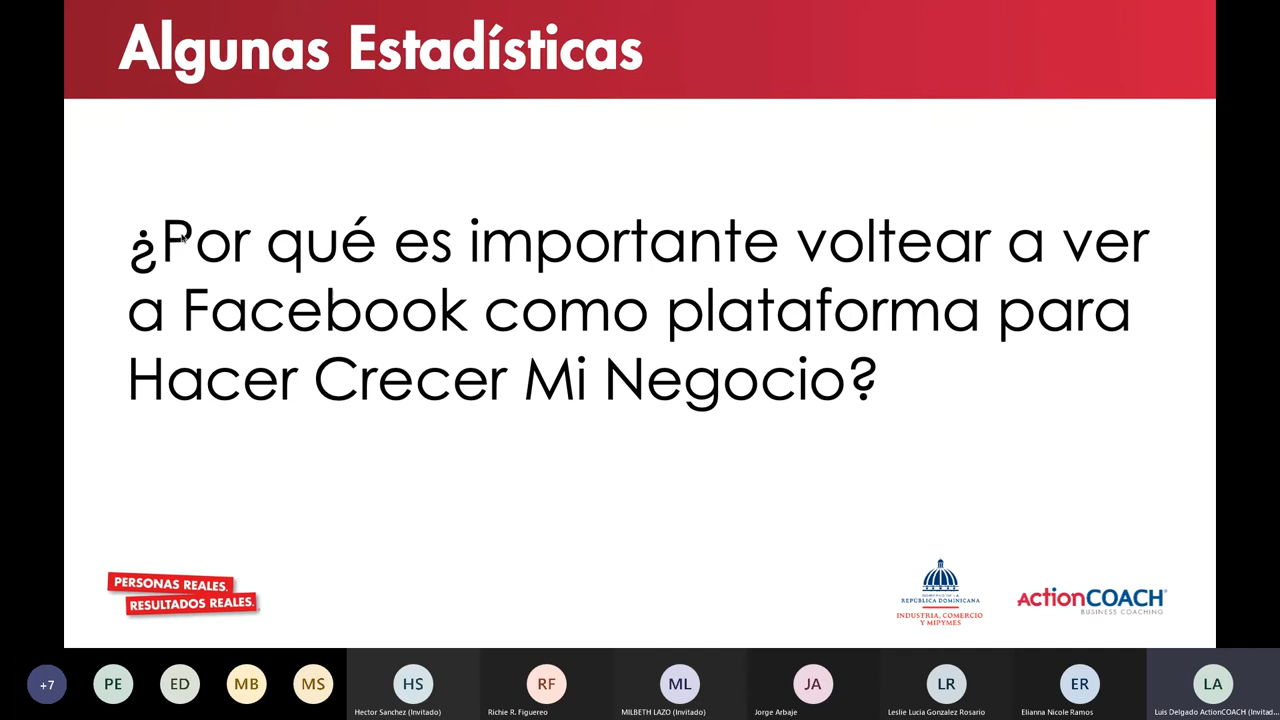 Algunas Estadísticas
¿Por qué es importante voltear a ver
a Facebook como plataforma para
Hacer Crecer Mi Negocio?
PERSONAS REALES.
RESULTADOS REALES.
GOBIERNO DE LA
REPÚBLICA DOMINICANA
INDUSTRIA, COMERCIO
Y MIPYMES
ActionCOACH
BUSINESS COACHING
+7
PE
ED
MB
MS
HS
RF
ML
JA
LR
ER
LA
Hector Sanchez (Invitado)
Richie R. Figuereo
MILBETH LAZO (Invitado)
Jorge Arbaje
Leslie Lucia Gonzalez Rosario
Elianna Nicole Ramos
Luis Delgado ActionCOACH (Invitad...